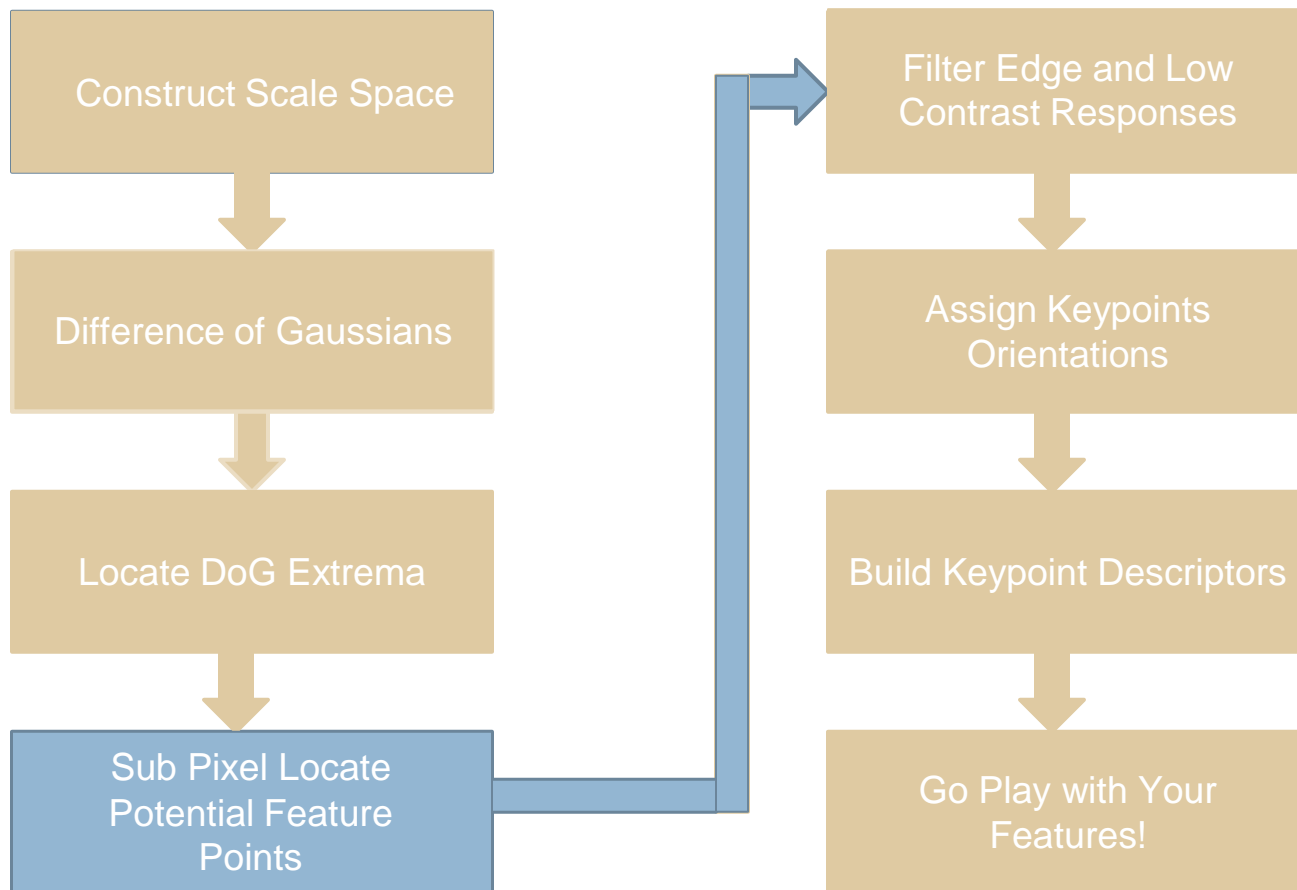 Construct Scale Space
Difference of Gaussians
Locate DoG Extrema
Sub Pixel Locate
Potential Feature
Points
Filter Edge and Low
Contrast Responses
Assign Keypoints
Orientations
Build Keypoint Descriptors
Go Play with Your
Features!